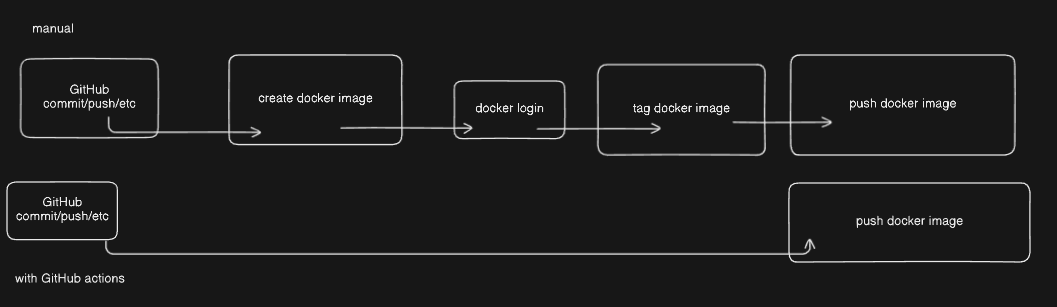 manual
GitHub
commit/push/etc
create docker image
docker login
tag docker image
push docker image
GitHub
commit/push/etc
push docker image
with GitHub actions